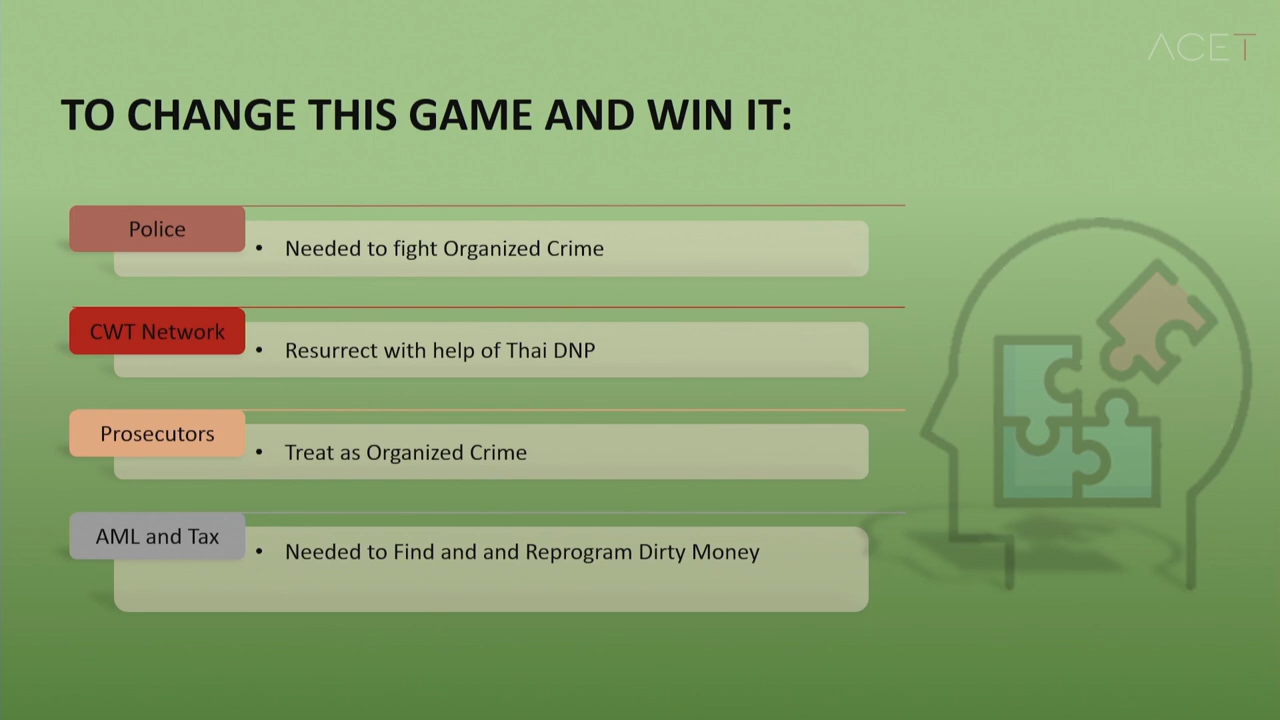 ACET
TO CHANGE THIS GAME AND WIN IT:
Police
• Needed to fight Organized Crime
CWT Network
• Resurrect with help of Thai DNP
Prosecutors
• Treat as Organized Crime
AML and Tax
• Needed to Find and and Reprogram Dirty Money